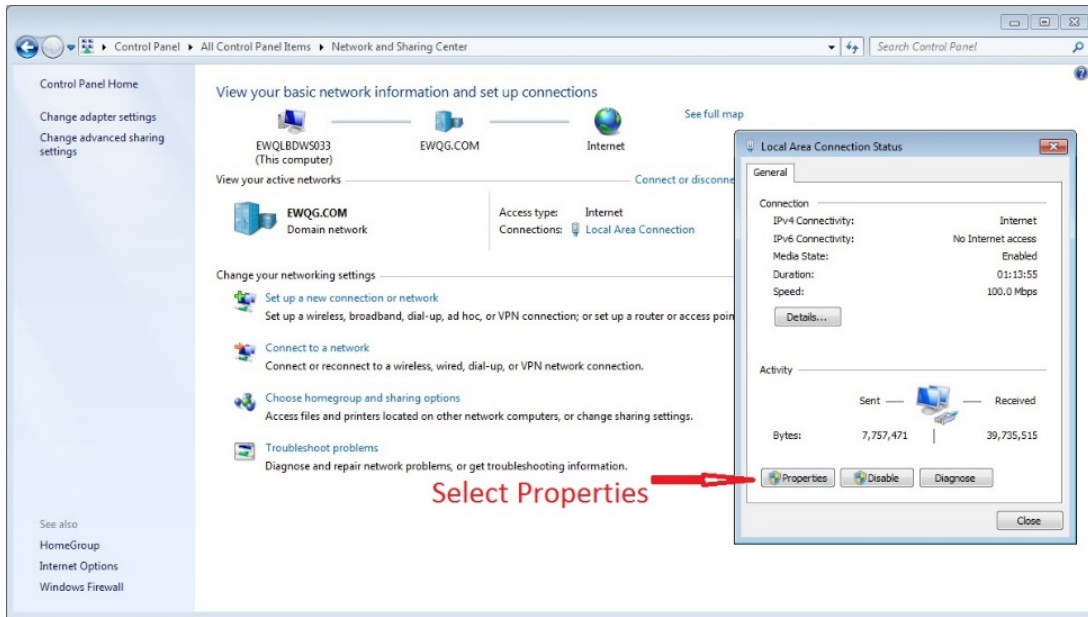 Control Panel ▸ All Control Panel Items ▸ Network and Sharing Center
Search Control Panel
Control Panel Home
Change adapter settings
Change advanced sharing
settings
See also
HomeGroup
Internet Options
Windows Firewall
View your basic network information and set up connections
See full map
EWQLBDWS033
(This computer)
EWQG.COM
Internet
View your active networks
Connect or disconne
EWQG.COM
Domain network
Access type: Internet
Connections: Local Area Connection
Change your networking settings
Set up a new connection or network
Set up a wireless, broadband, dial-up, ad hoc, or VPN connection; or set up a router or access poin
Connect to a network
Connect or reconnect to a wireless, wired, dial-up, or VPN network connection.
Choose homegroup and sharing options
Access files and printers located on other network computers, or change sharing settings.
Troubleshoot problems
Diagnose and repair network problems, or get troubleshooting information.
Select Properties
Local Area Connection Status
General
Connection
IPv4 Connectivity: Internet
IPv6 Connectivity: No Internet access
Media State: Enabled
Duration: 01:13:55
Speed: 100.0 Mbps
Details...
Activity
Sent — Received
Bytes: 7,757,471 | 39,735,515
Properties Disable Diagnose
Close